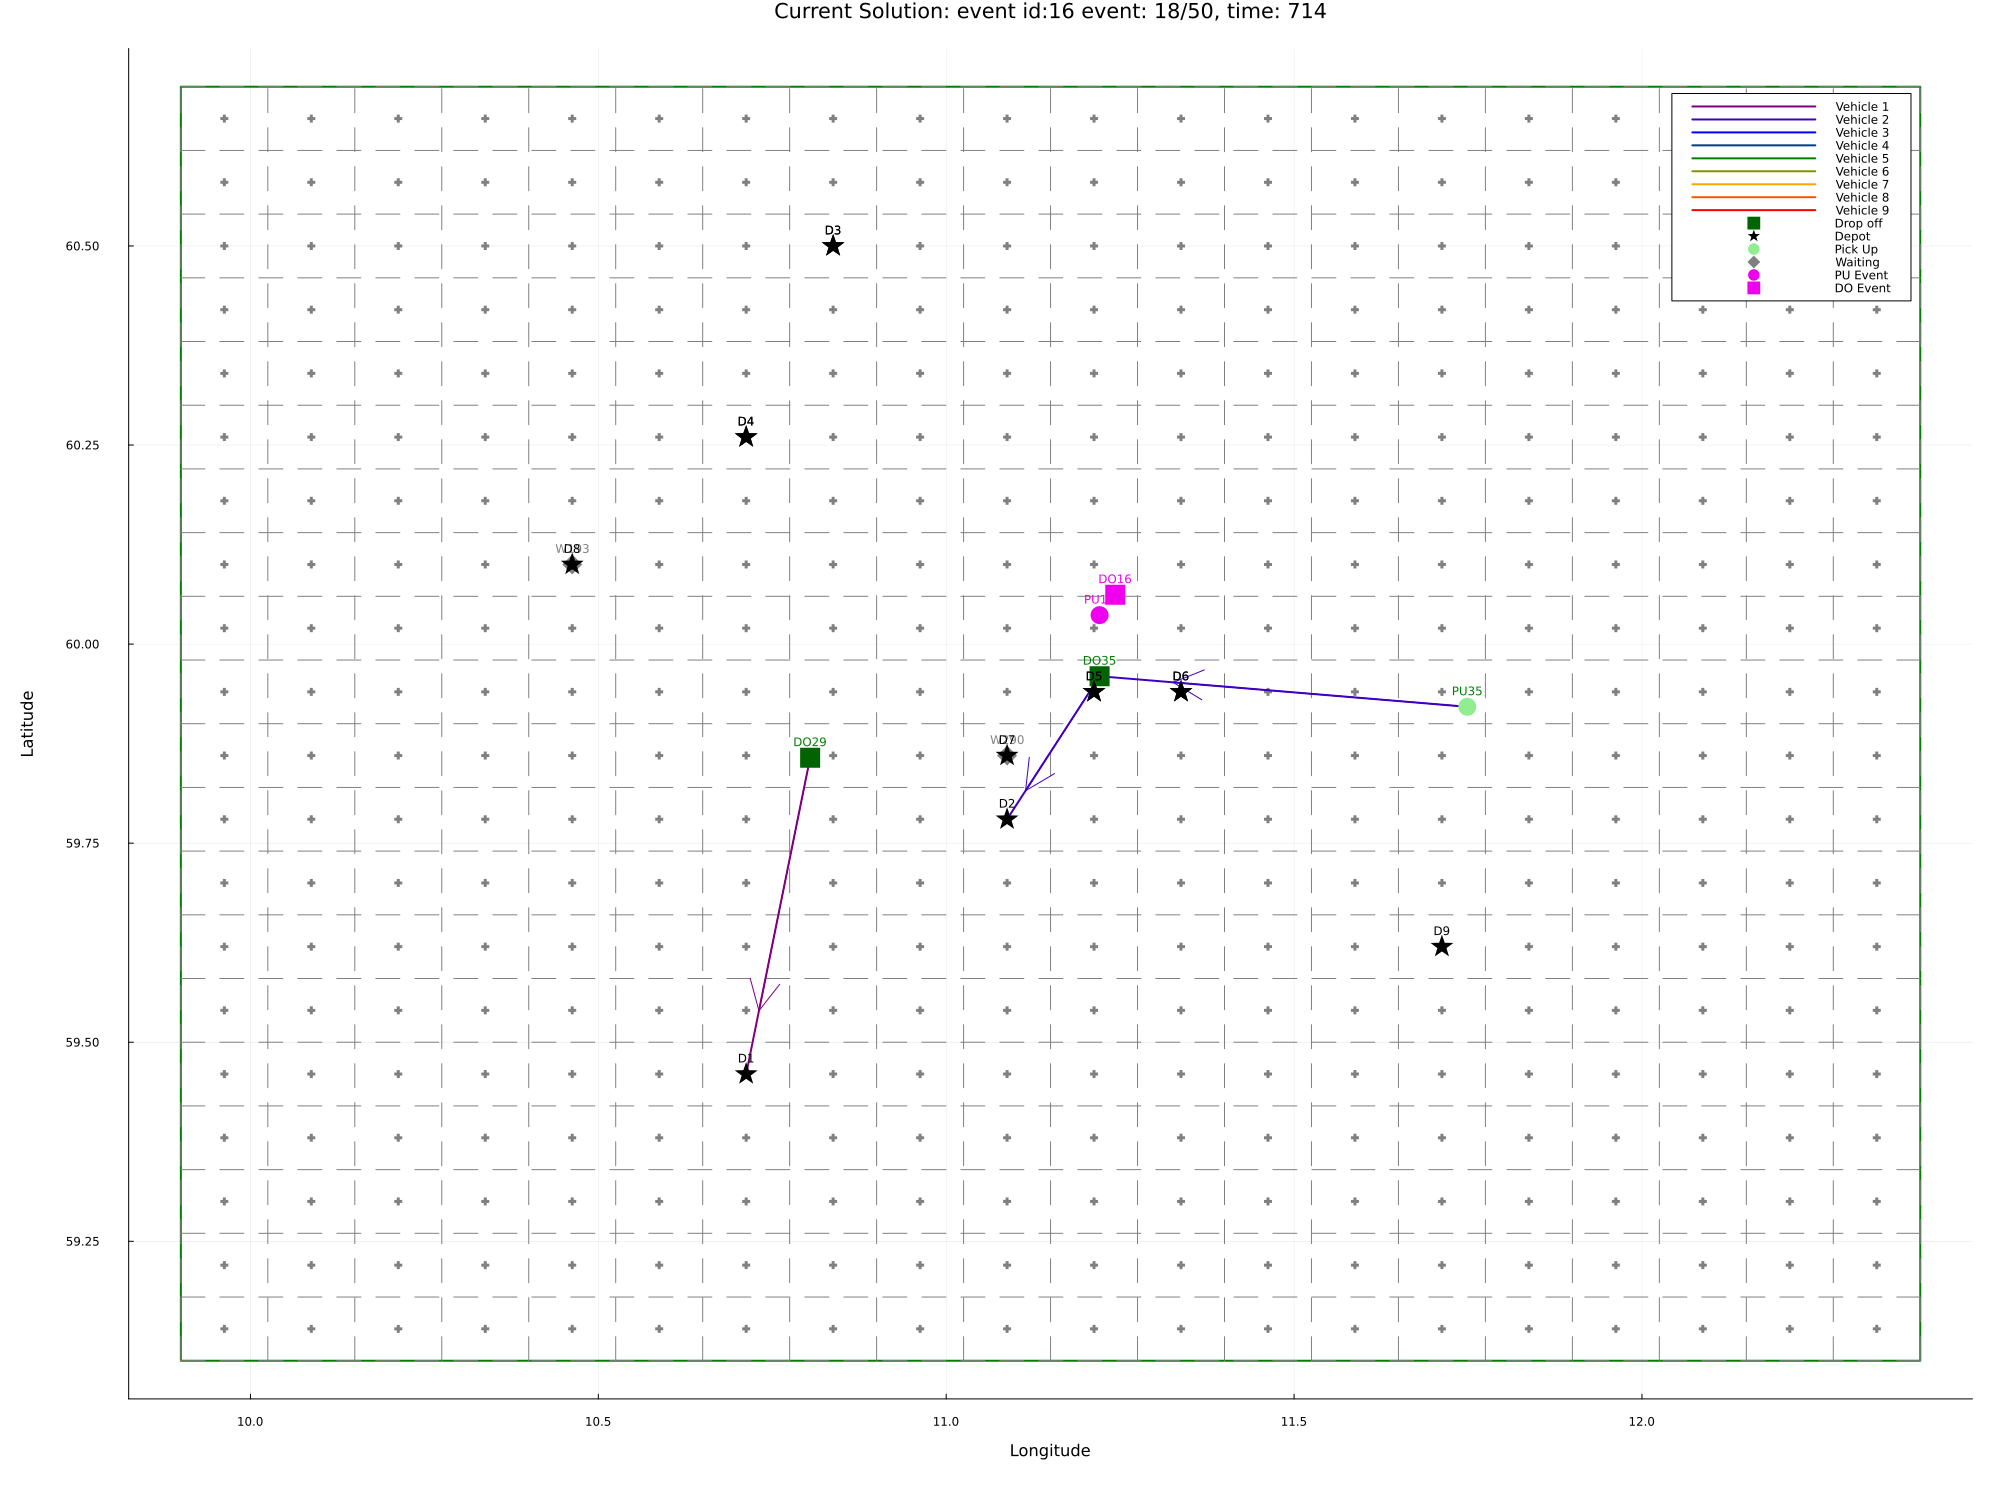 Current Solution: event id:16 event: 18/50, time: 714
Vehicle 1
Vehicle 2
Vehicle 3
Vehicle 4
Vehicle 5
Vehicle 6
Vehicle 7
Vehicle 8
Vehicle 9
Drop off
Depot
Pick Up
Waiting
PU Event
DO Event
60.50
60.25
60.00
59.75
59.50
59.25
Latitude
D3
D4
D8
DO16
DO35
D5
D6
PU35
DO29
D7
D2
D9
D1
10.0
10.5
11.0
11.5
12.0
Longitude